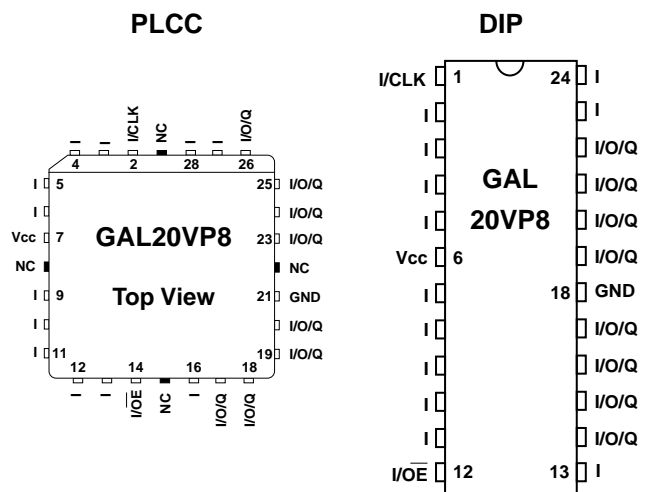 PLCC
DIP
I I I/CLK NC I I I/O/Q
4 2 28 26
I 5 25 I/O/Q
I I/O/Q
Vcc 7 GAL20VP8 23 I/O/Q
NC NC
I 9 Top View 21 GND
I I/O/Q
I 11 19 I/O/Q
12 14 16 18
I I I/OE NC I I/O/Q I/O/Q
I/CLK 1 24 I
I I
I I/O/Q
I GAL I/O/Q
I 20VP8 I/O/Q
Vcc 6 I/O/Q
I 18 GND
I I/O/Q
I I/O/Q
I I/O/Q
I I/O/Q
I/OE 12 13 I